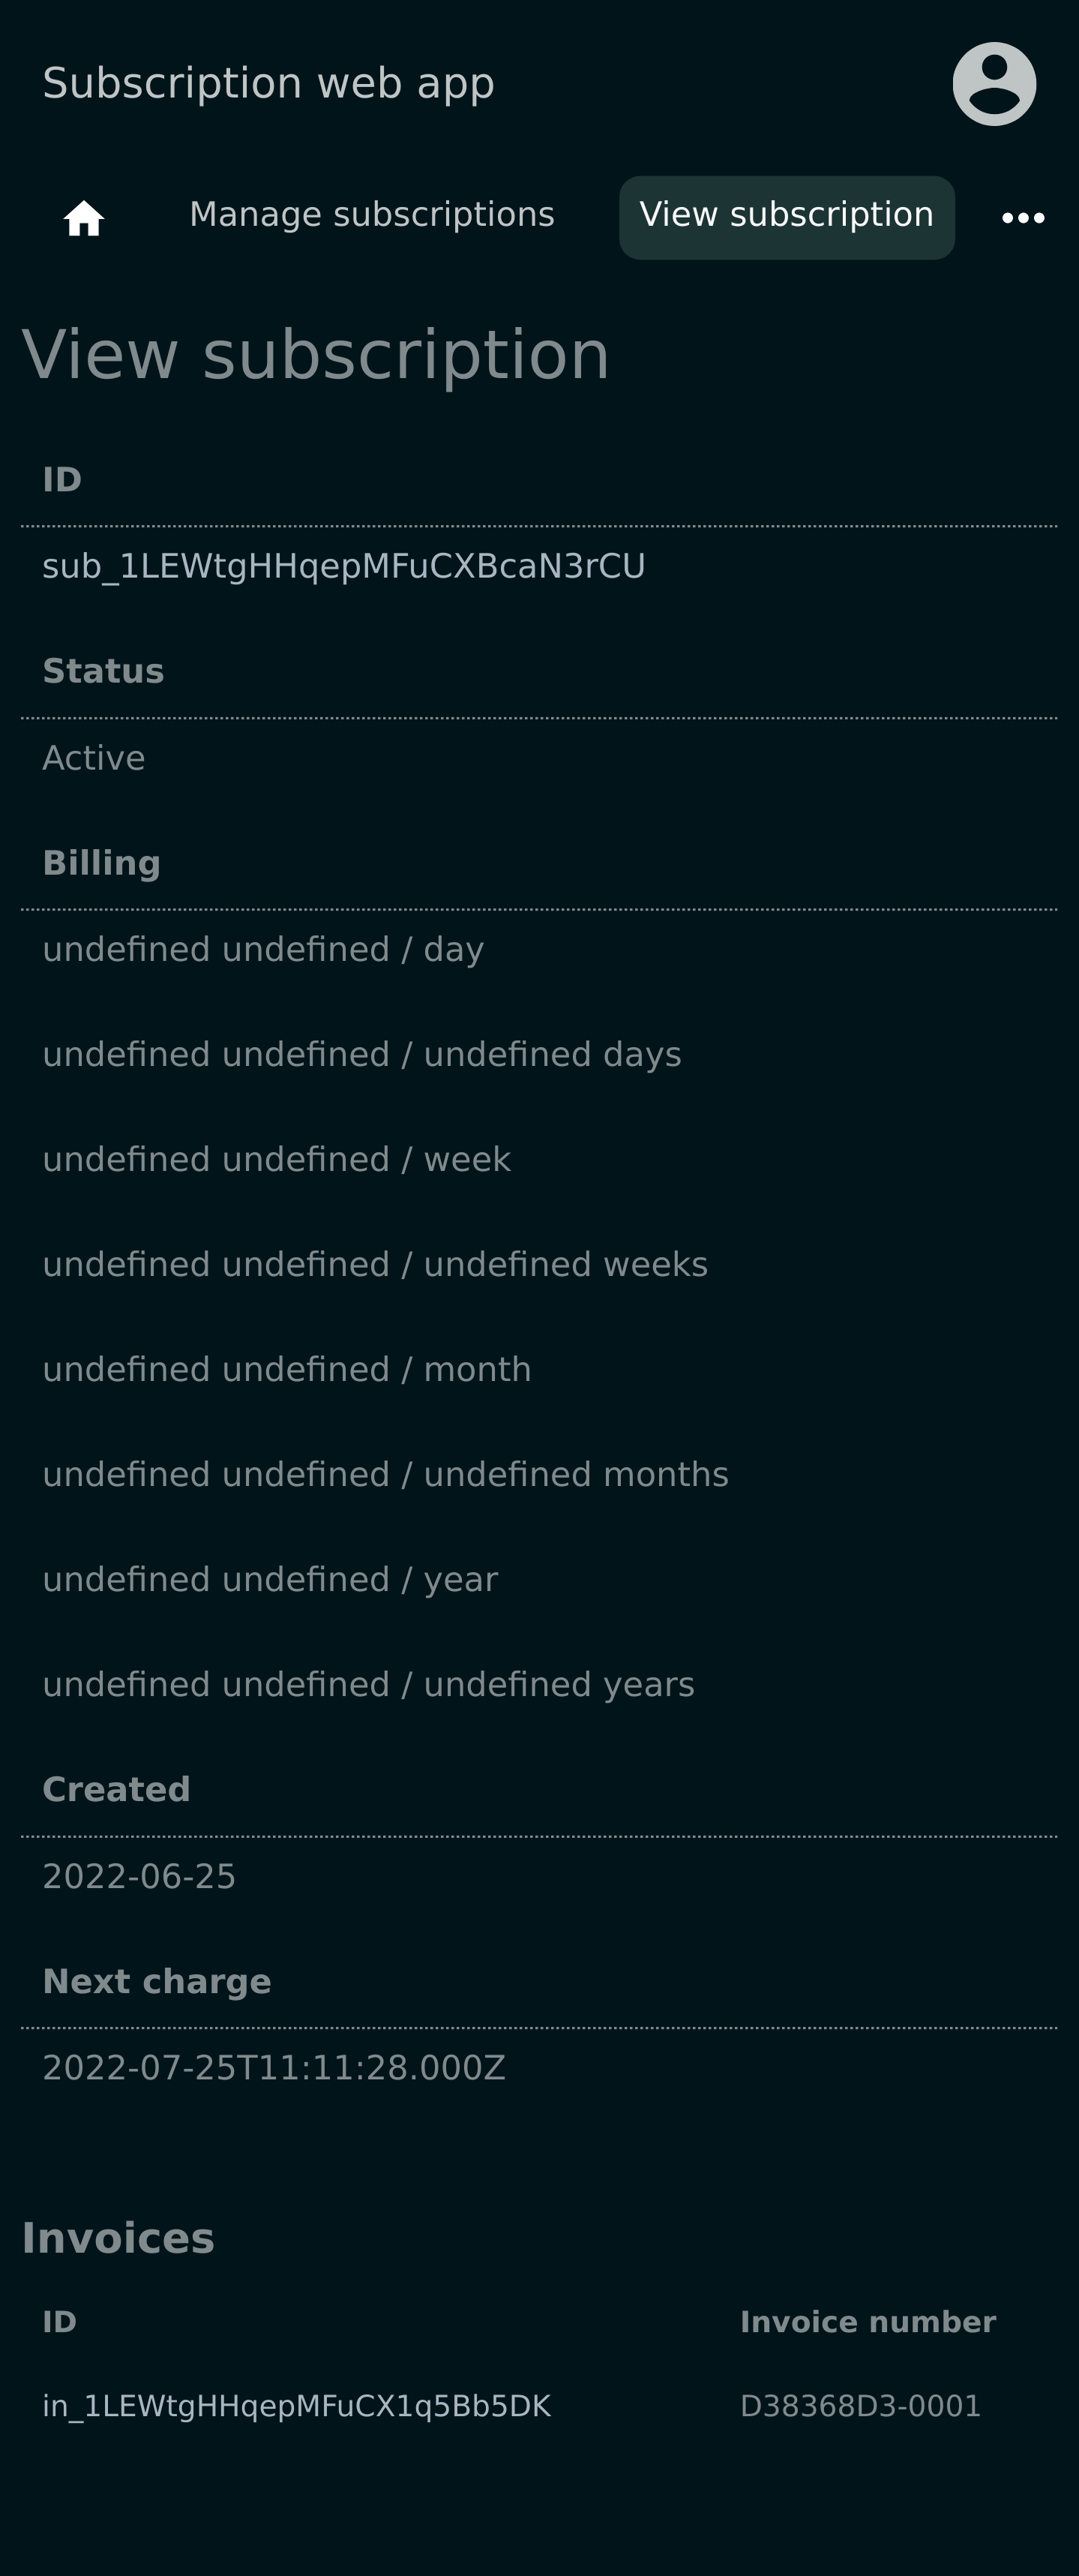 Subscription web app
Manage subscriptions View subscription
View subscription
ID
sub_1LEWtgHHqepMFuCXBcaN3rCU
Status
Active
Billing
undefined undefined / day
undefined undefined / undefined days
undefined undefined / week
undefined undefined / undefined weeks
undefined undefined / month
undefined undefined / undefined months
undefined undefined / year
undefined undefined / undefined years
Created
2022-06-25
Next charge
2022-07-25T11:11:28.000Z
Invoices
ID Invoice number
in_1LEWtgHHqepMFuCX1q5Bb5DK D38368D3-0001